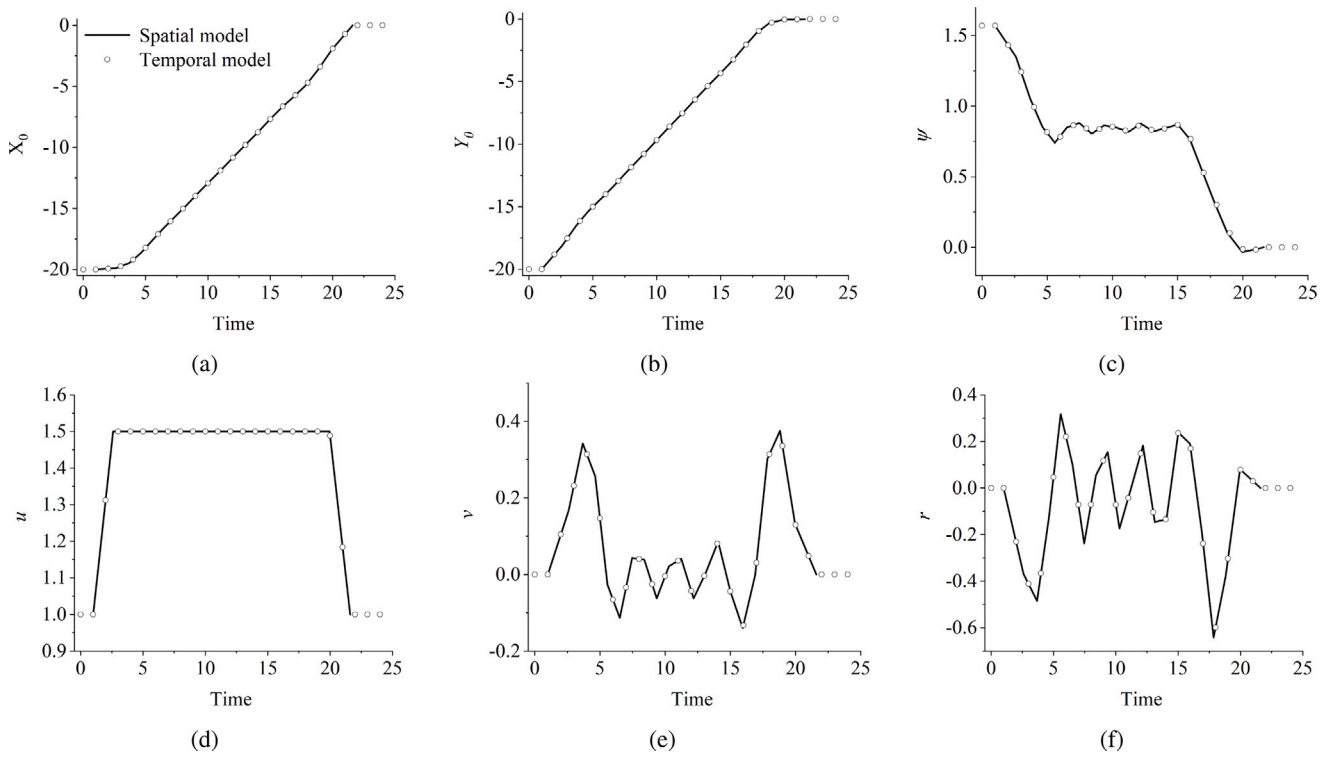 Spatial model
Temporal model
X0
0
-5
-10
-15
-20
0 5 10 15 20 25
Time
(a)
Y0
0
-5
-10
-15
-20
0 5 10 15 20 25
Time
(b)
ψ
1.5
1.0
0.5
0.0
0 5 10 15 20 25
Time
(c)
u
1.6
1.5
1.4
1.3
1.2
1.1
1.0
0.9
0 5 10 15 20 25
Time
(d)
v
0.4
0.2
0.0
-0.2
0 5 10 15 20 25
Time
(e)
r
0.4
0.2
0.0
-0.2
-0.4
-0.6
0 5 10 15 20 25
Time
(f)